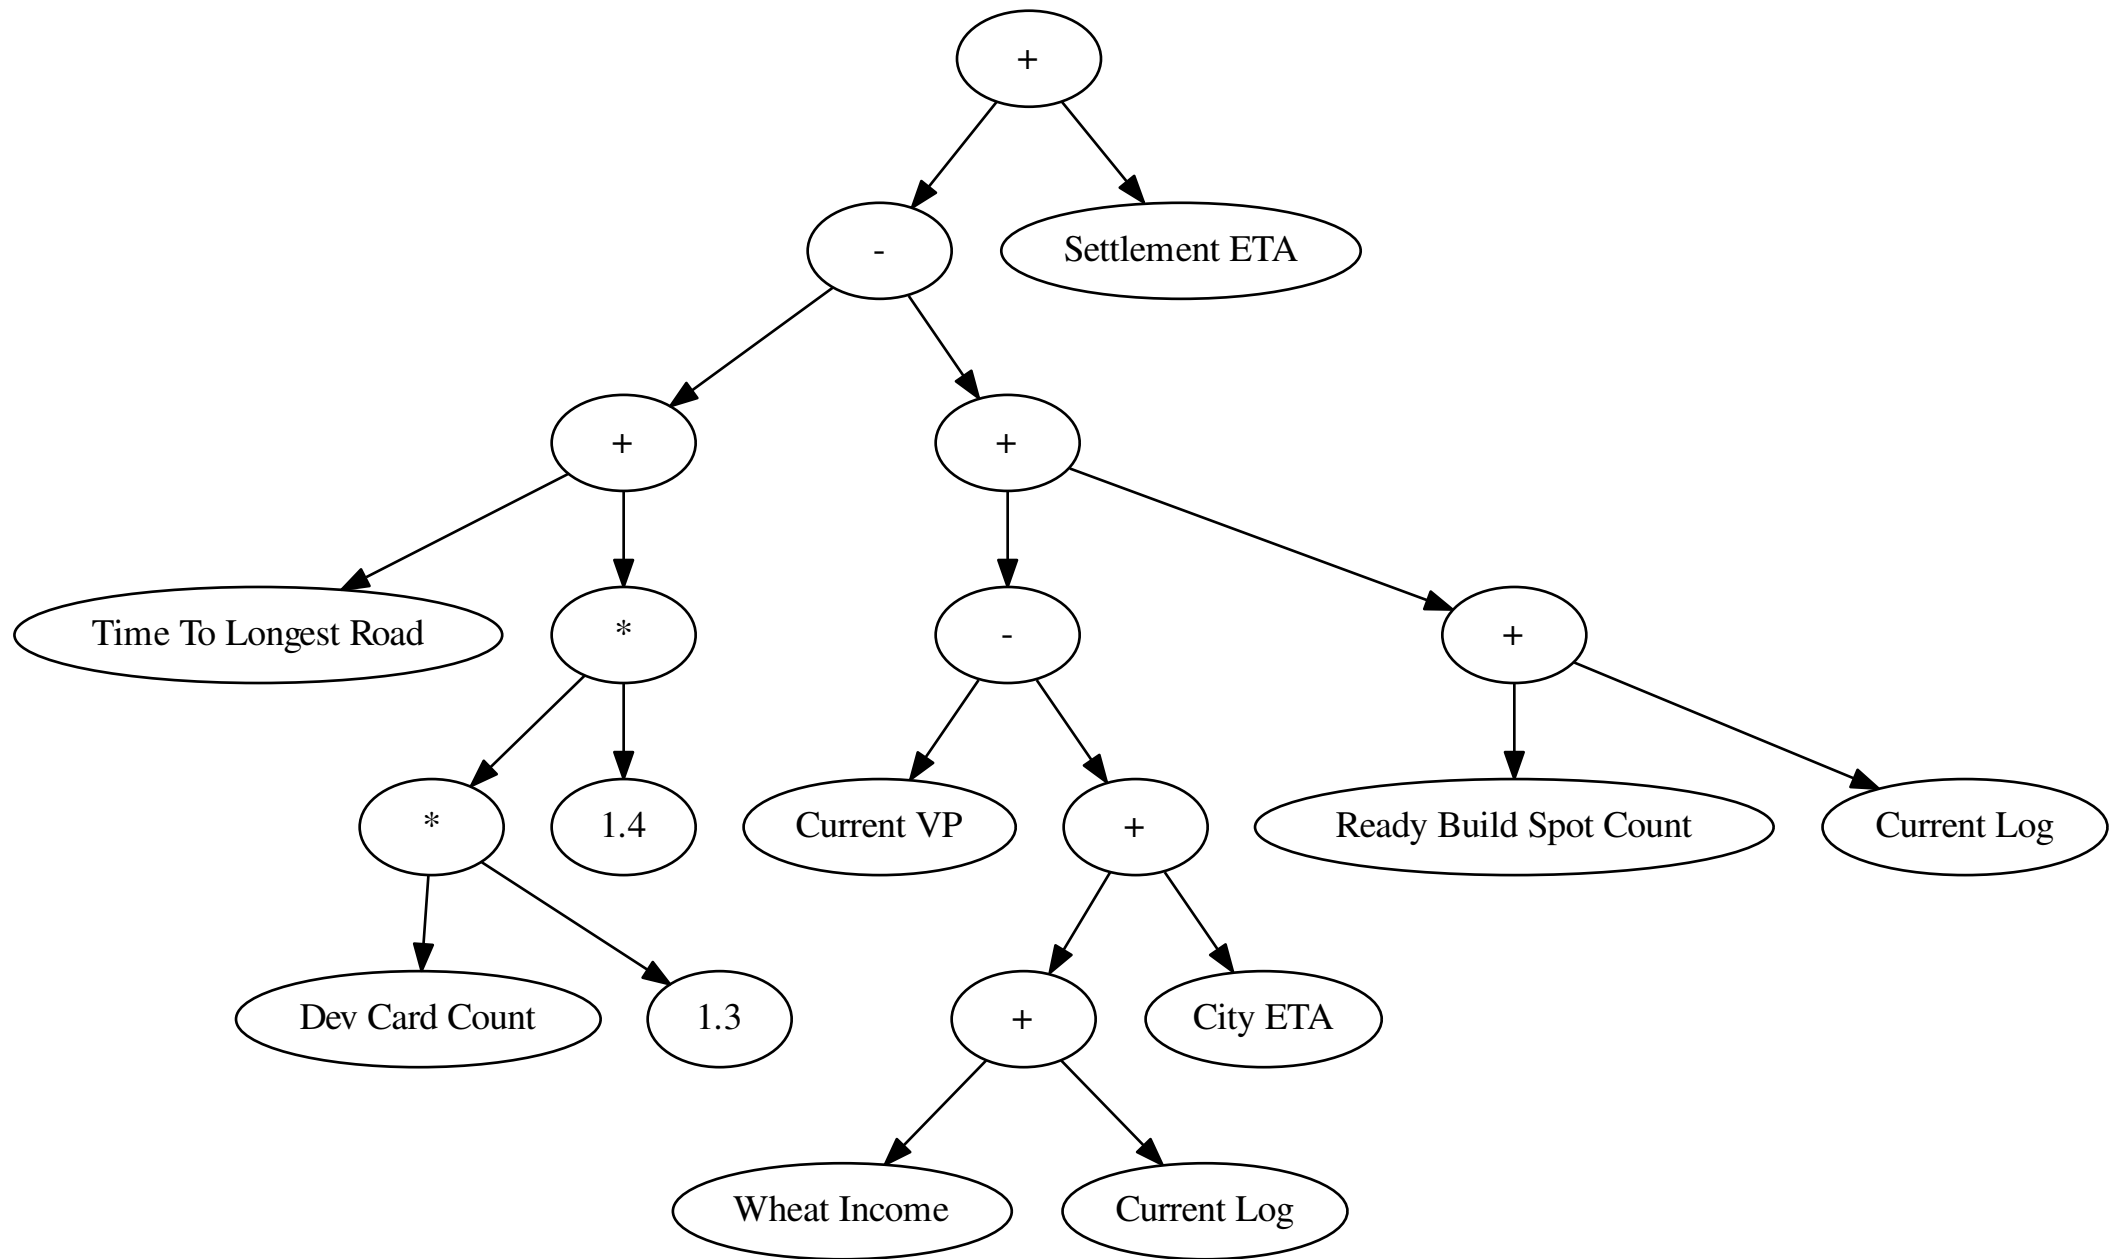 +
-
Settlement ETA
+
+
Time To Longest Road
*
-
+
*
1.4
Current VP
+
Ready Build Spot Count
Current Log
Dev Card Count
1.3
+
City ETA
Wheat Income
Current Log